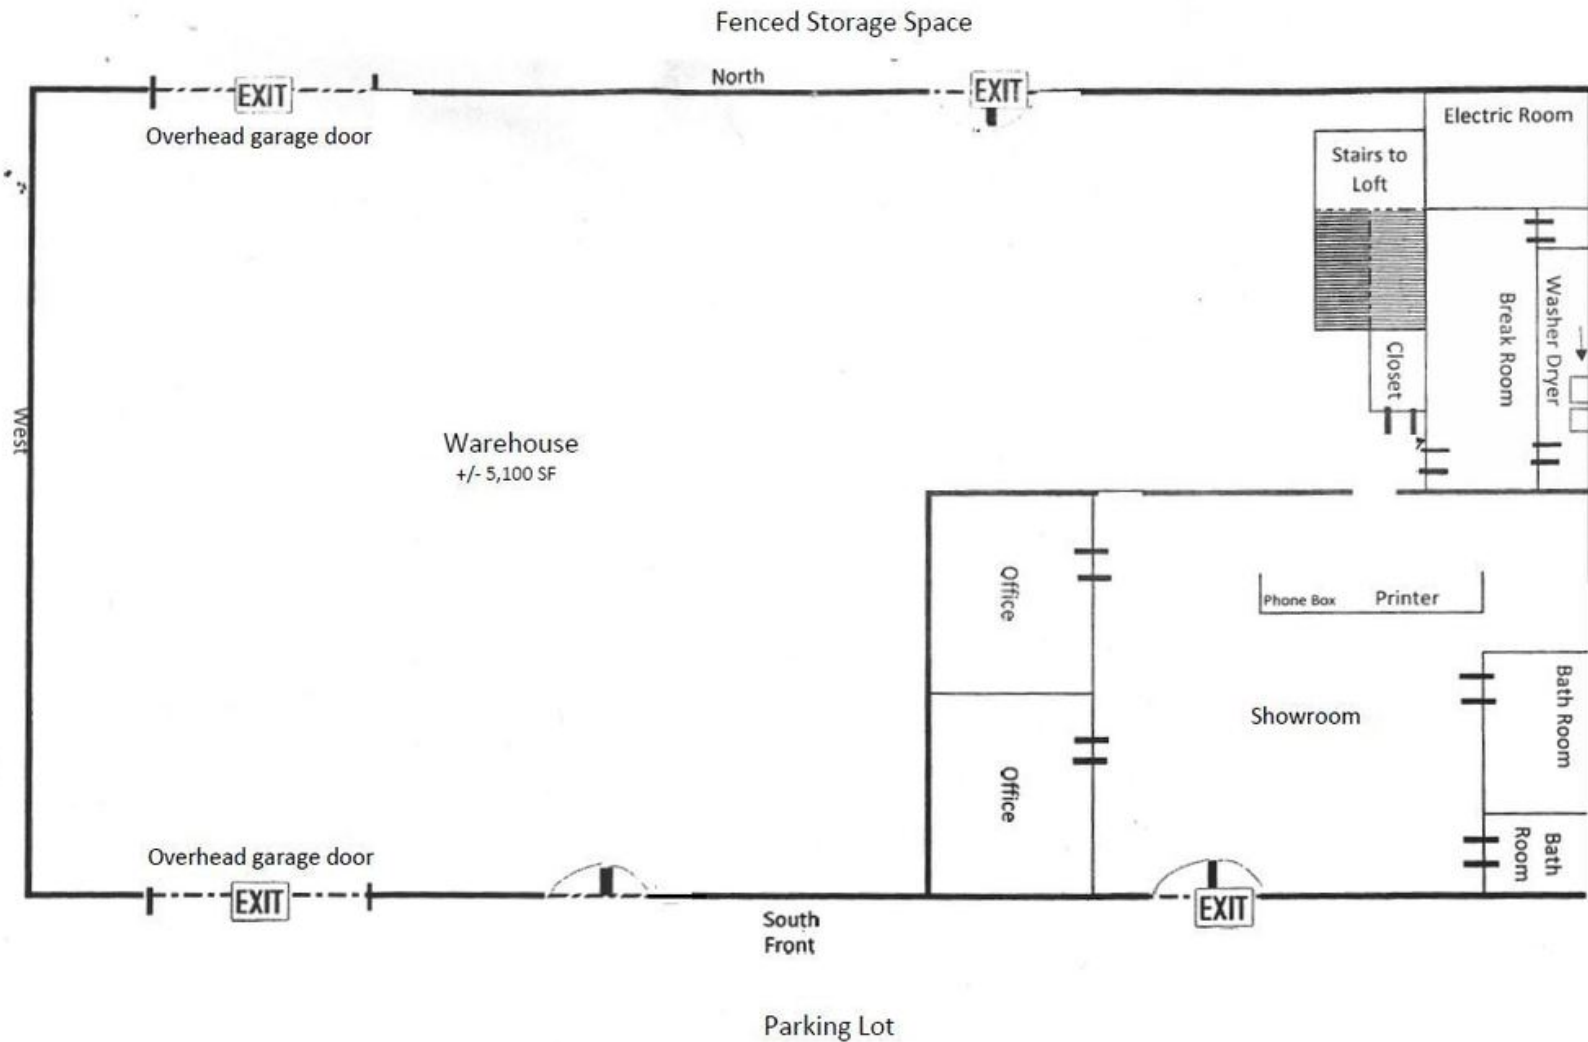 Fenced Storage Space
North
EXIT
EXIT
Overhead garage door
Electric Room
Stairs to
Loft
West
Closet
Break Room
Washer Dryer
Warehouse
+/- 5,100 SF
Office
Phone Box
Printer
Showroom
Bath Room
Office
Bath
Room
Overhead garage door
EXIT
EXIT
South
Front
Parking Lot